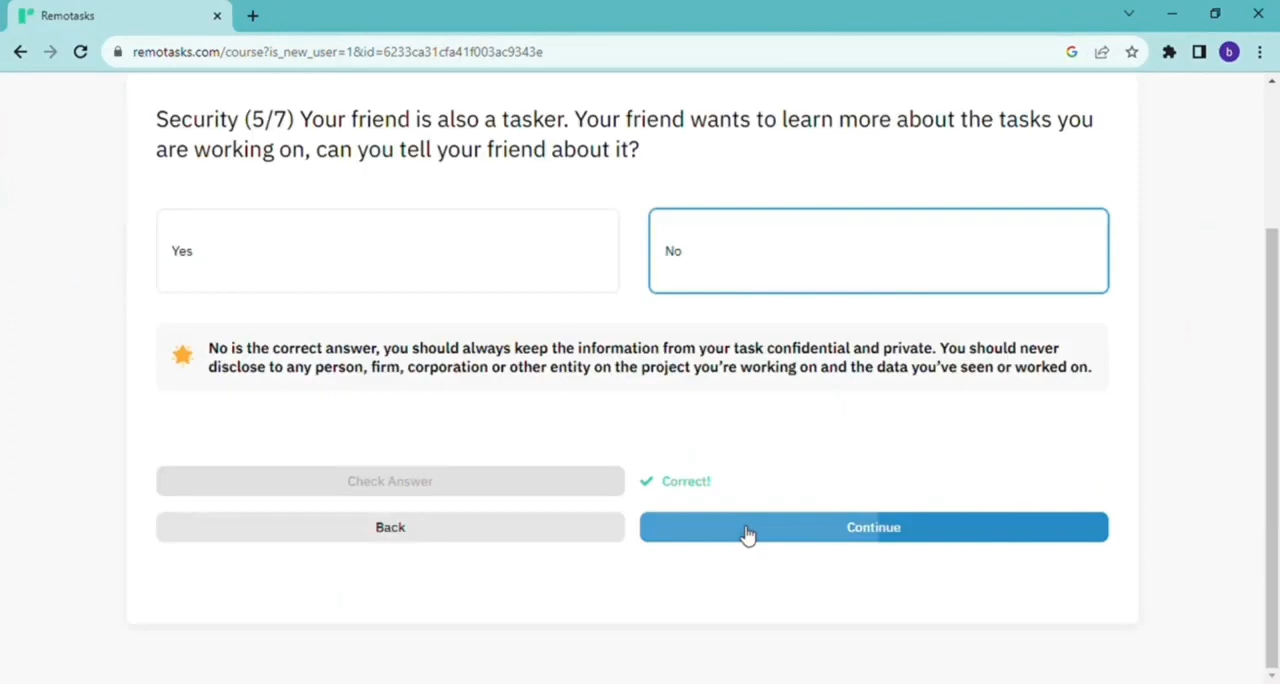 Remotasks
remotasks.com/course?is_new_user=1&id=6233ca31cfa41f003ac9343e
b
Security (5/7) Your friend is also a tasker. Your friend wants to learn more about the tasks you
are working on, can you tell your friend about it?
Yes
No
No is the correct answer, you should always keep the information from your task confidential and private. You should never
disclose to any person, firm, corporation or other entity on the project you’re working on and the data you’ve seen or worked on.
Check Answer
Correct!
Back
Continue